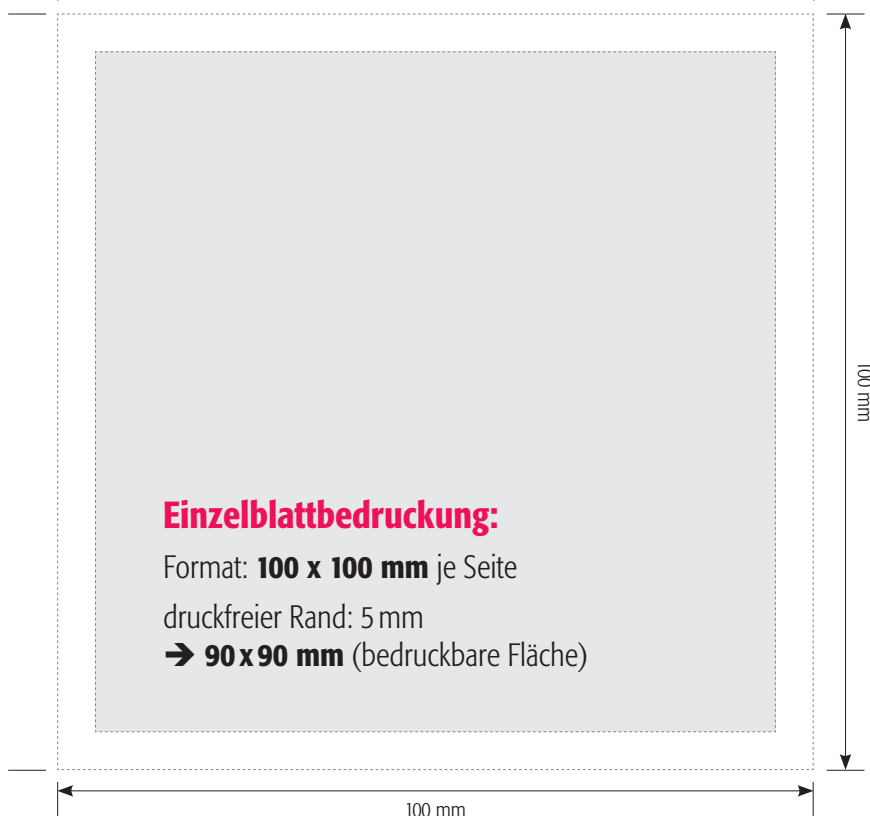 100 mm
Einzelblattbedruckung:
Format: 100 x 100 mm je Seite
druckfreier Rand: 5 mm
➔ 90 x 90 mm (bedruckbare Fläche)
100 mm